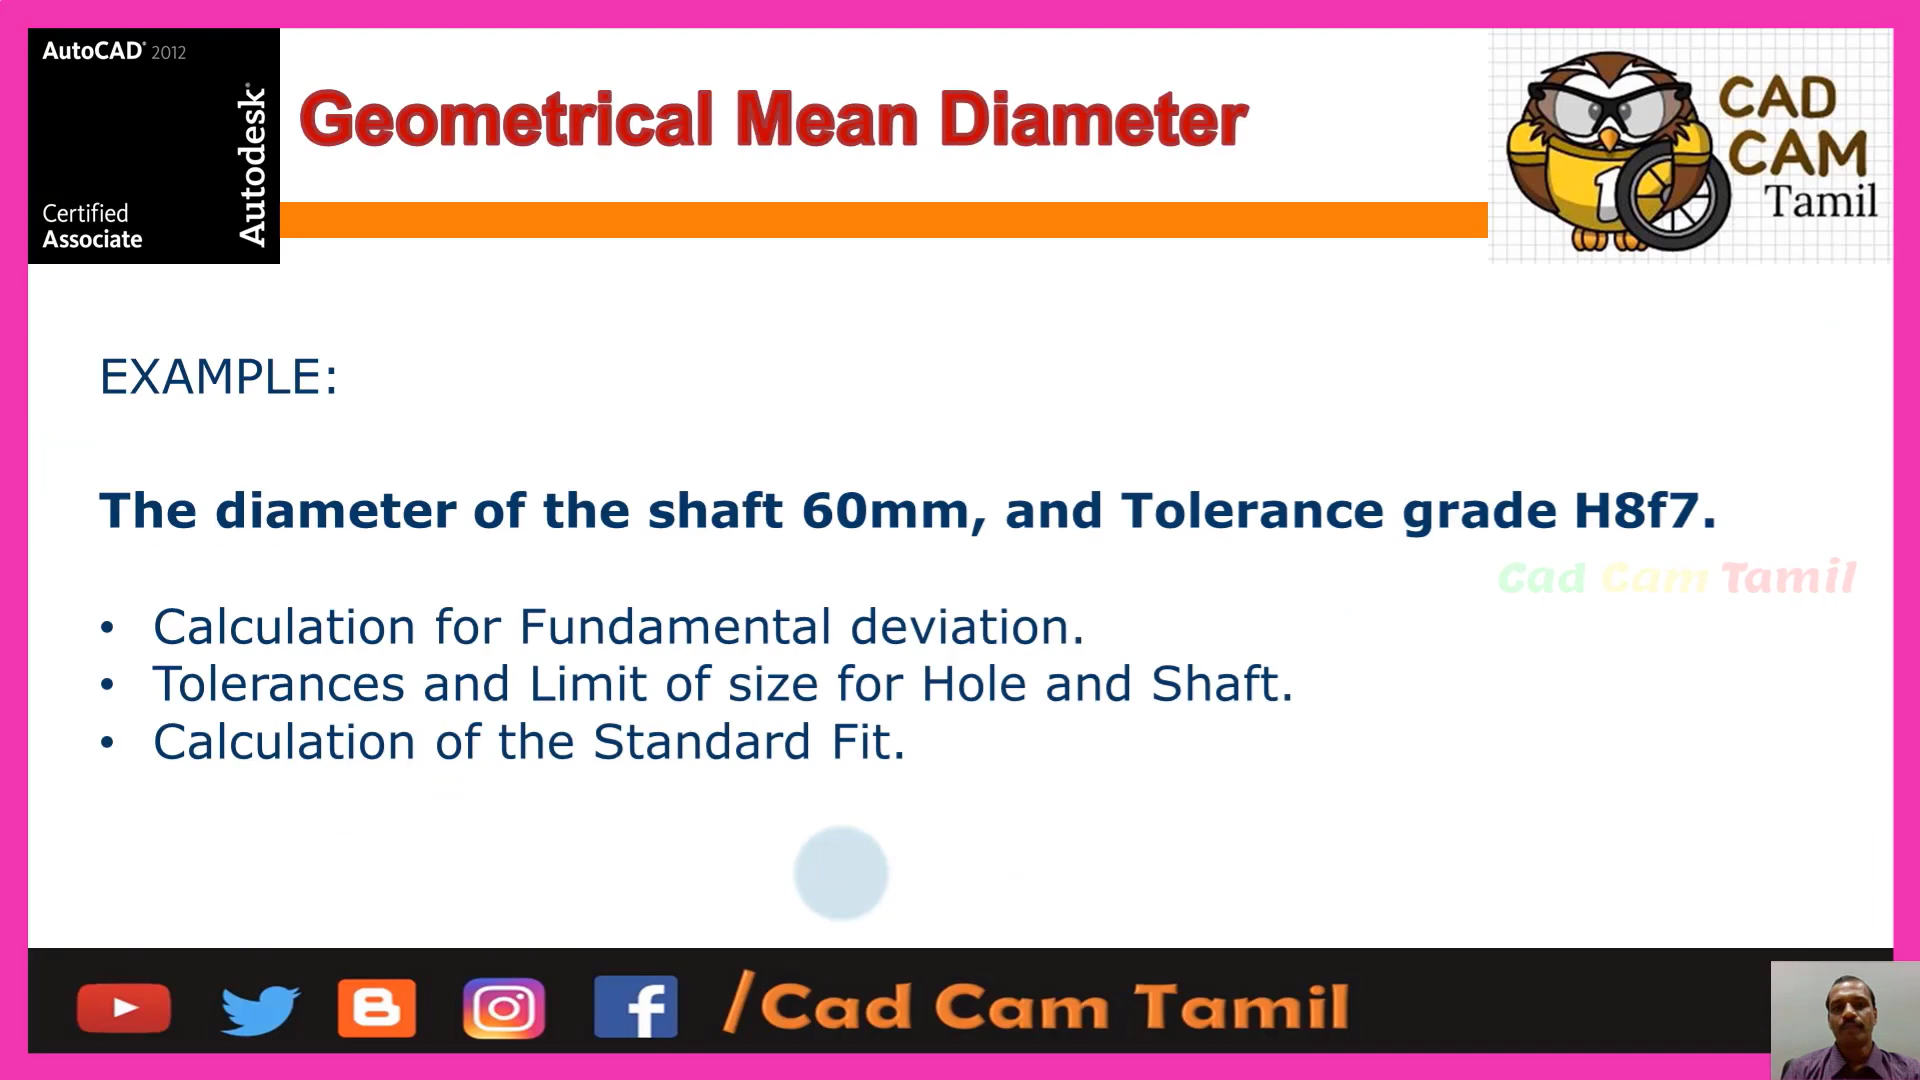 AutoCAD 2012
Autodesk
Certified
Associate
Geometrical Mean Diameter
CAD
CAM
Tamil
1
EXAMPLE:
The diameter of the shaft 60mm, and Tolerance grade H8f7.
Cad Cam Tamil
• Calculation for Fundamental deviation.
• Tolerances and Limit of size for Hole and Shaft.
• Calculation of the Standard Fit.
/Cad Cam Tamil